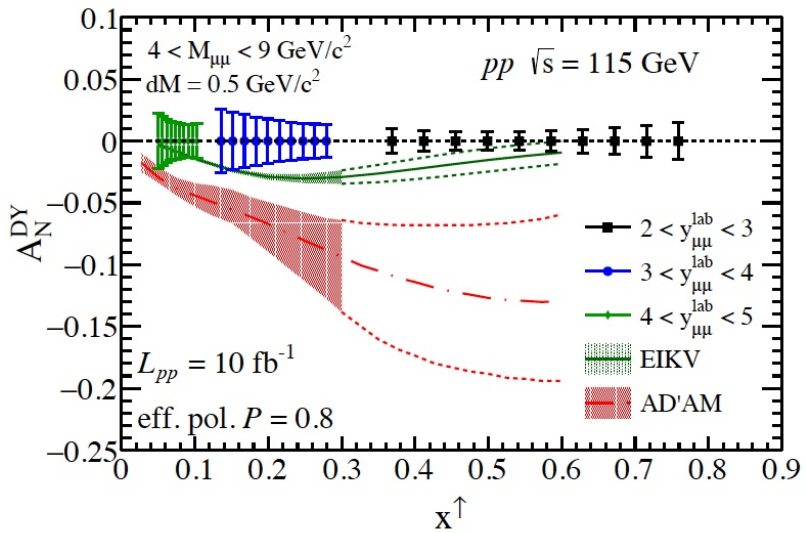 4 < M_μμ < 9 GeV/c²
dM = 0.5 GeV/c²
pp √s = 115 GeV
0.1
0.05
0
−0.05
−0.1
−0.15
−0.2
−0.25
A_N^DY
2 < y_μμ^lab < 3
3 < y_μμ^lab < 4
4 < y_μμ^lab < 5
EIKV
AD'AM
L_pp = 10 fb⁻¹
eff. pol. P = 0.8
0 0.1 0.2 0.3 0.4 0.5 0.6 0.7 0.8 0.9
x↑